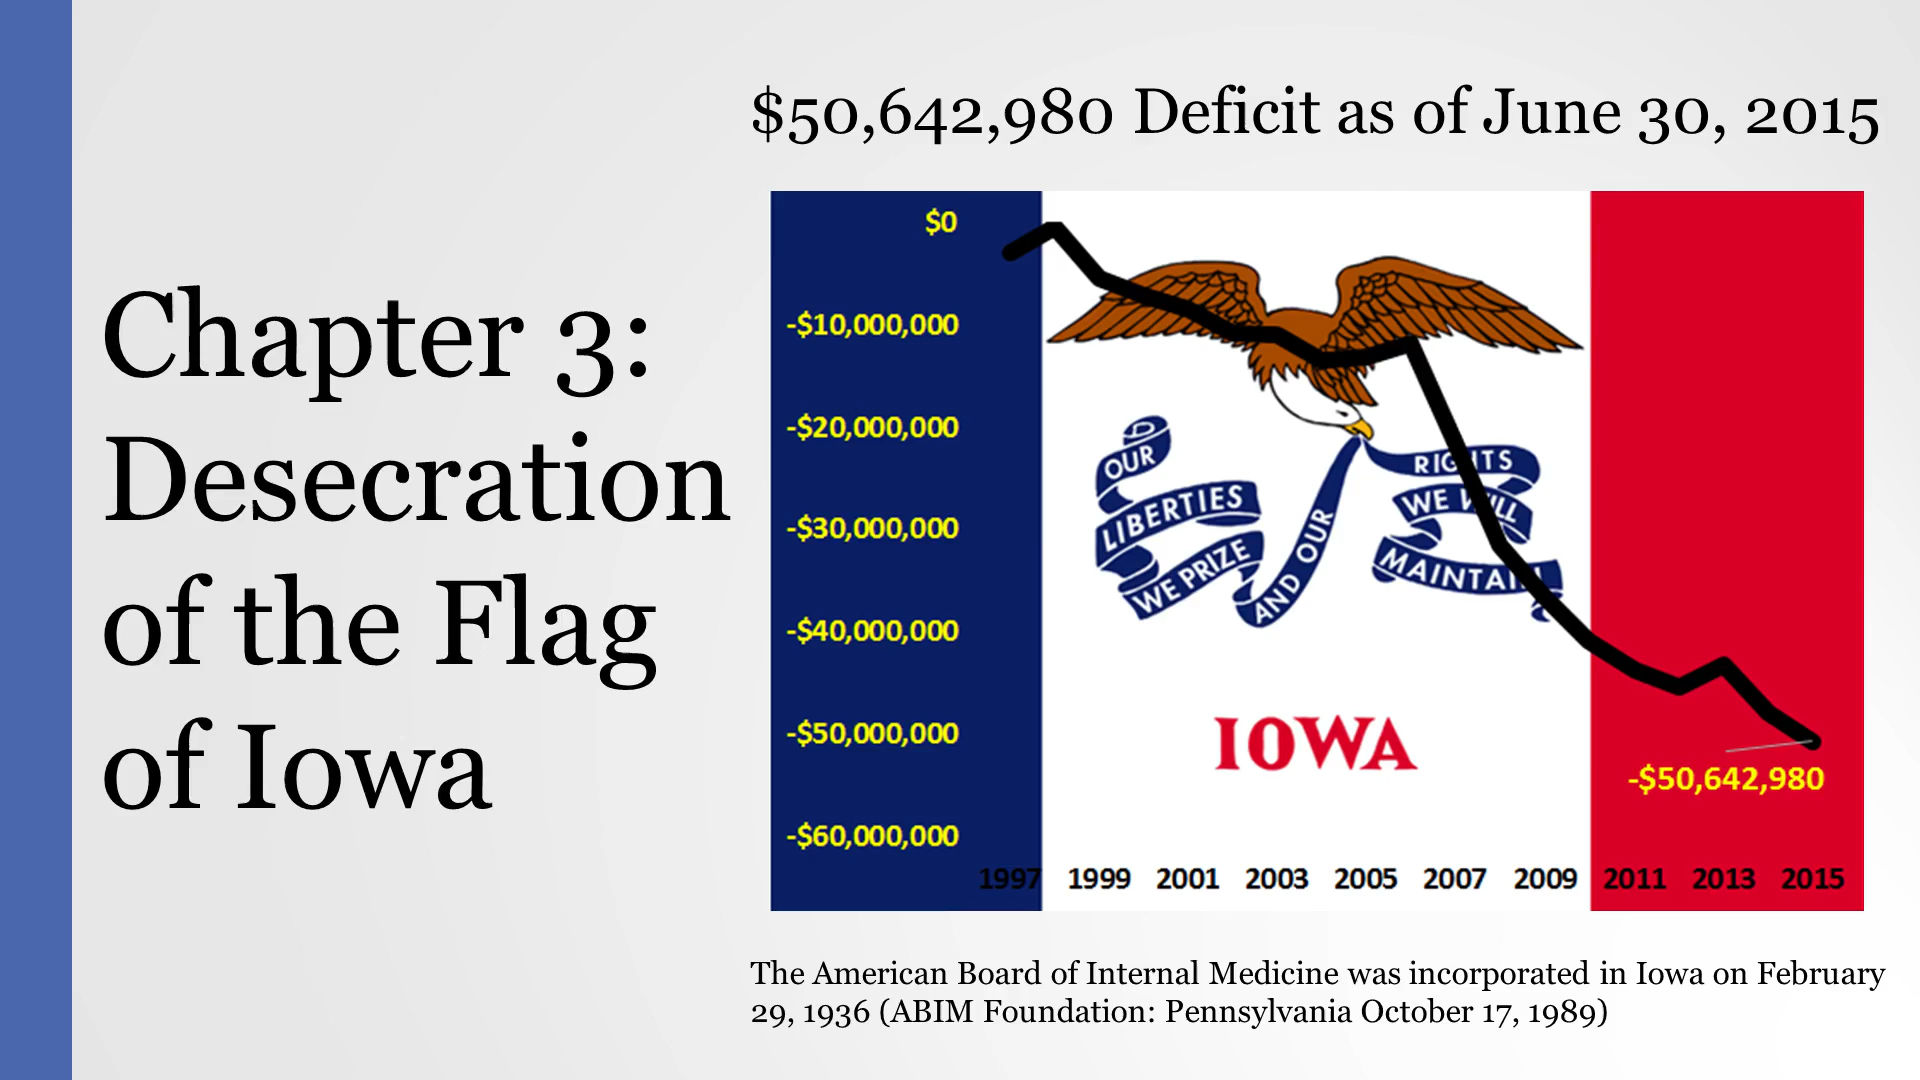 $50,642,980 Deficit as of June 30, 2015
Chapter 3:
Desecration
of the Flag
of Iowa
$0
-$10,000,000
-$20,000,000
-$30,000,000
-$40,000,000
-$50,000,000
-$60,000,000
OUR
LIBERTIES
WE PRIZE
AND OUR
RIGHTS
WE WILL
MAINTAIN
IOWA
-$50,642,980
1997 1999 2001 2003 2005 2007 2009 2011 2013 2015
The American Board of Internal Medicine was incorporated in Iowa on February
29, 1936 (ABIM Foundation: Pennsylvania October 17, 1989)